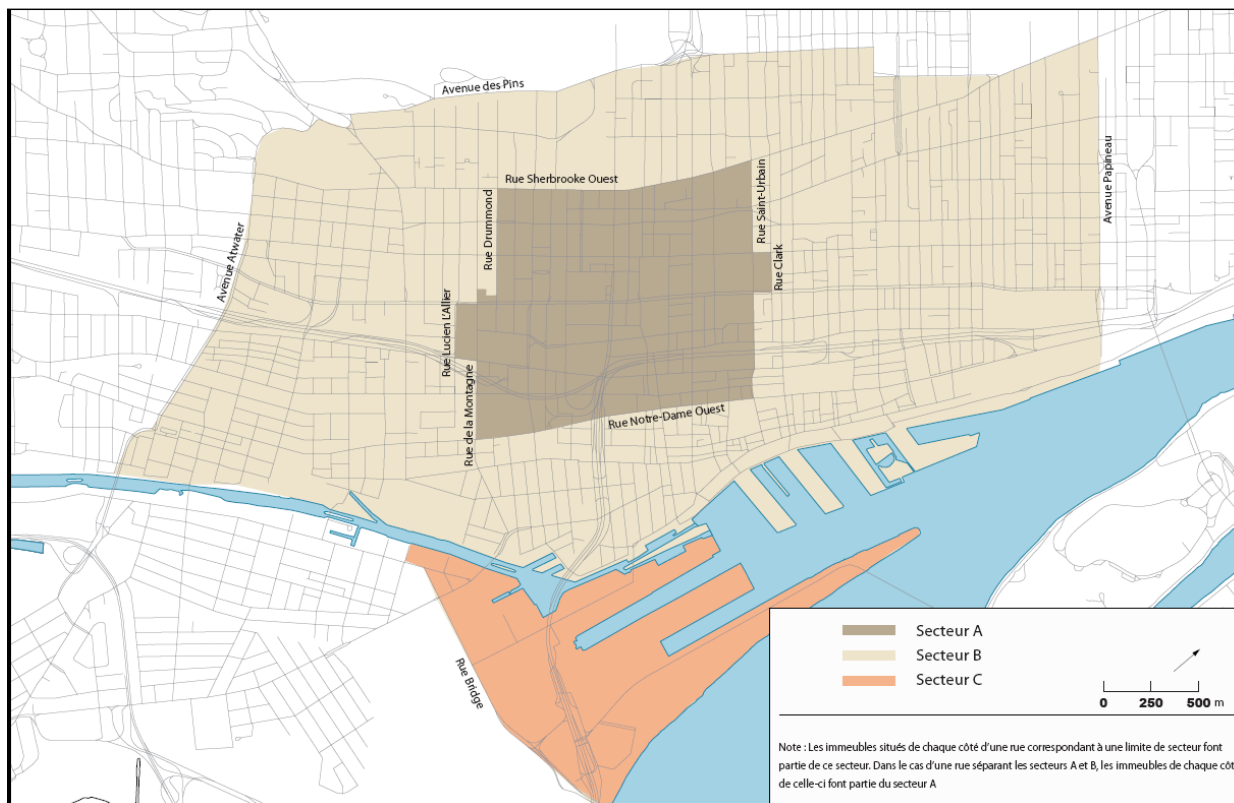 Avenue des Pins
Rue Sherbrooke Ouest
Rue Drummond
Rue Saint-Urbain
Avenue Papineau
Avenue Atwater
Rue Clark
Rue Lucien L'Allier
Rue de la Montagne
Rue Notre-Dame Ouest
Rue Bridge
Secteur A
Secteur B
Secteur C
0 250 500 m
Note : Les immeubles situés de chaque côté d'une rue correspondant à une limite de secteur font
partie de ce secteur. Dans le cas d'une rue séparant les secteurs A et B, les immeubles de chaque côt
de celle-ci font partie du secteur A